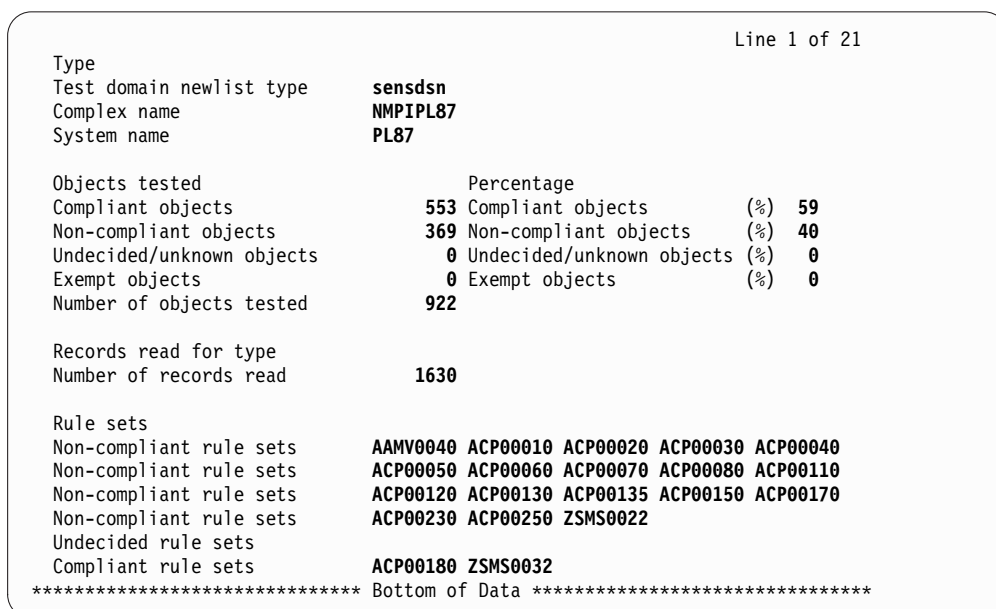 Line 1 of 21
Type
Test domain newlist type sensdsn
Complex name NMPIPL87
System name PL87
Objects tested Percentage
Compliant objects 553 Compliant objects (%) 59
Non-compliant objects 369 Non-compliant objects (%) 40
Undecided/unknown objects 0 Undecided/unknown objects (%) 0
Exempt objects 0 Exempt objects (%) 0
Number of objects tested 922
Records read for type
Number of records read 1630
Rule sets
Non-compliant rule sets AAMV0040 ACP00010 ACP00020 ACP00030 ACP00040
Non-compliant rule sets ACP00050 ACP00060 ACP00070 ACP00080 ACP00110
Non-compliant rule sets ACP00120 ACP00130 ACP00135 ACP00150 ACP00170
Non-compliant rule sets ACP00230 ACP00250 ZSMS0022
Undecided rule sets
Compliant rule sets ACP00180 ZSMS0032
******************************* Bottom of Data ********************************